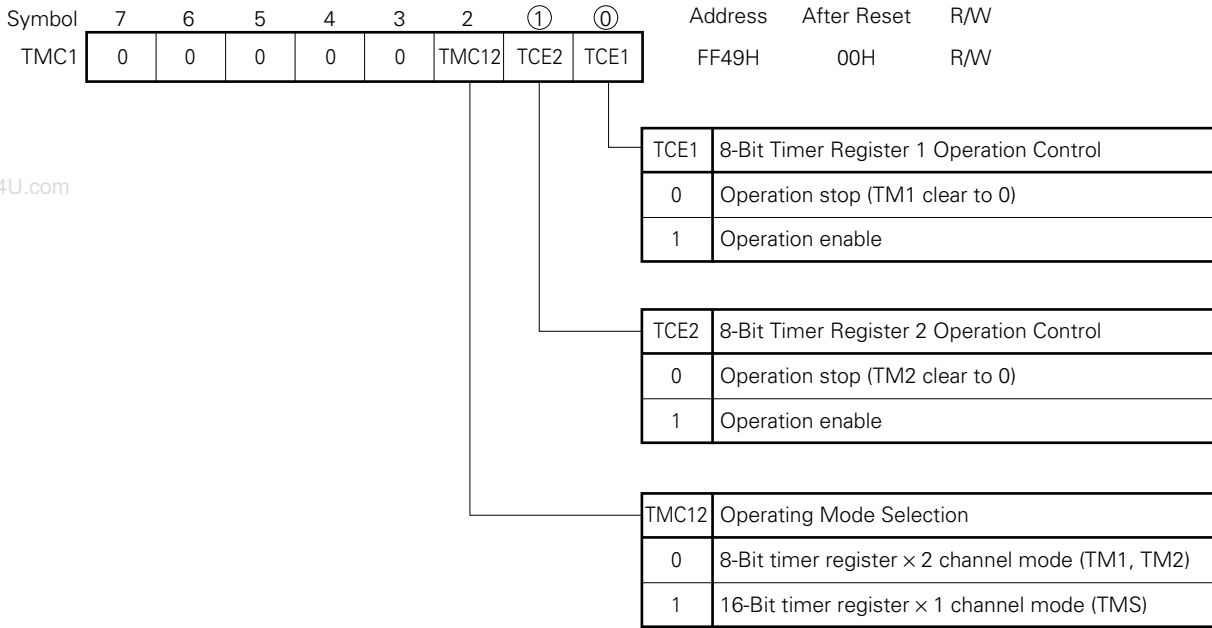 Symbol 7 6 5 4 3 2 ① ⓪ Address After Reset R/W
TMC1 0 0 0 0 0 TMC12 TCE2 TCE1 FF49H 00H R/W
TCE1 8-Bit Timer Register 1 Operation Control
0 Operation stop (TM1 clear to 0)
1 Operation enable
4U.com
TCE2 8-Bit Timer Register 2 Operation Control
0 Operation stop (TM2 clear to 0)
1 Operation enable
TMC12 Operating Mode Selection
0 8-Bit timer register × 2 channel mode (TM1, TM2)
1 16-Bit timer register × 1 channel mode (TMS)